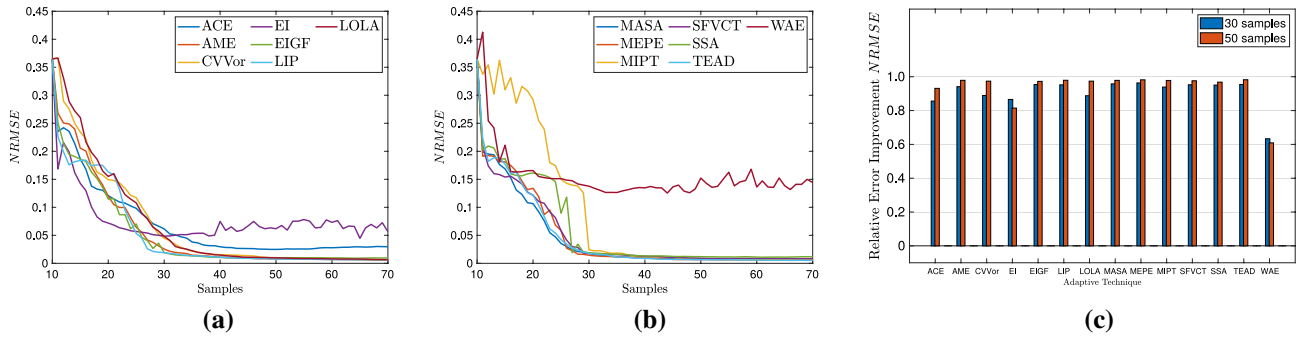 ACE EI LOLA
AME EIGF
CVVor LIP
NRMSE
0.45
0.4
0.35
0.3
0.25
0.2
0.15
0.1
0.05
0
10 20 30 40 50 60 70
Samples
(a)
MASA SFVCT WAE
MEPE SSA
MIPT TEAD
NRMSE
0.45
0.4
0.35
0.3
0.25
0.2
0.15
0.1
0.05
0
10 20 30 40 50 60 70
Samples
(b)
30 samples
50 samples
Relative Error Improvement NRMSE
1.0
0.8
0.6
0.4
0.2
0
ACE AME CVVor EI EIGF LIP LOLA MASA MEPE MIPT SFVCT SSA TEAD WAE
Adaptive Technique
(c)